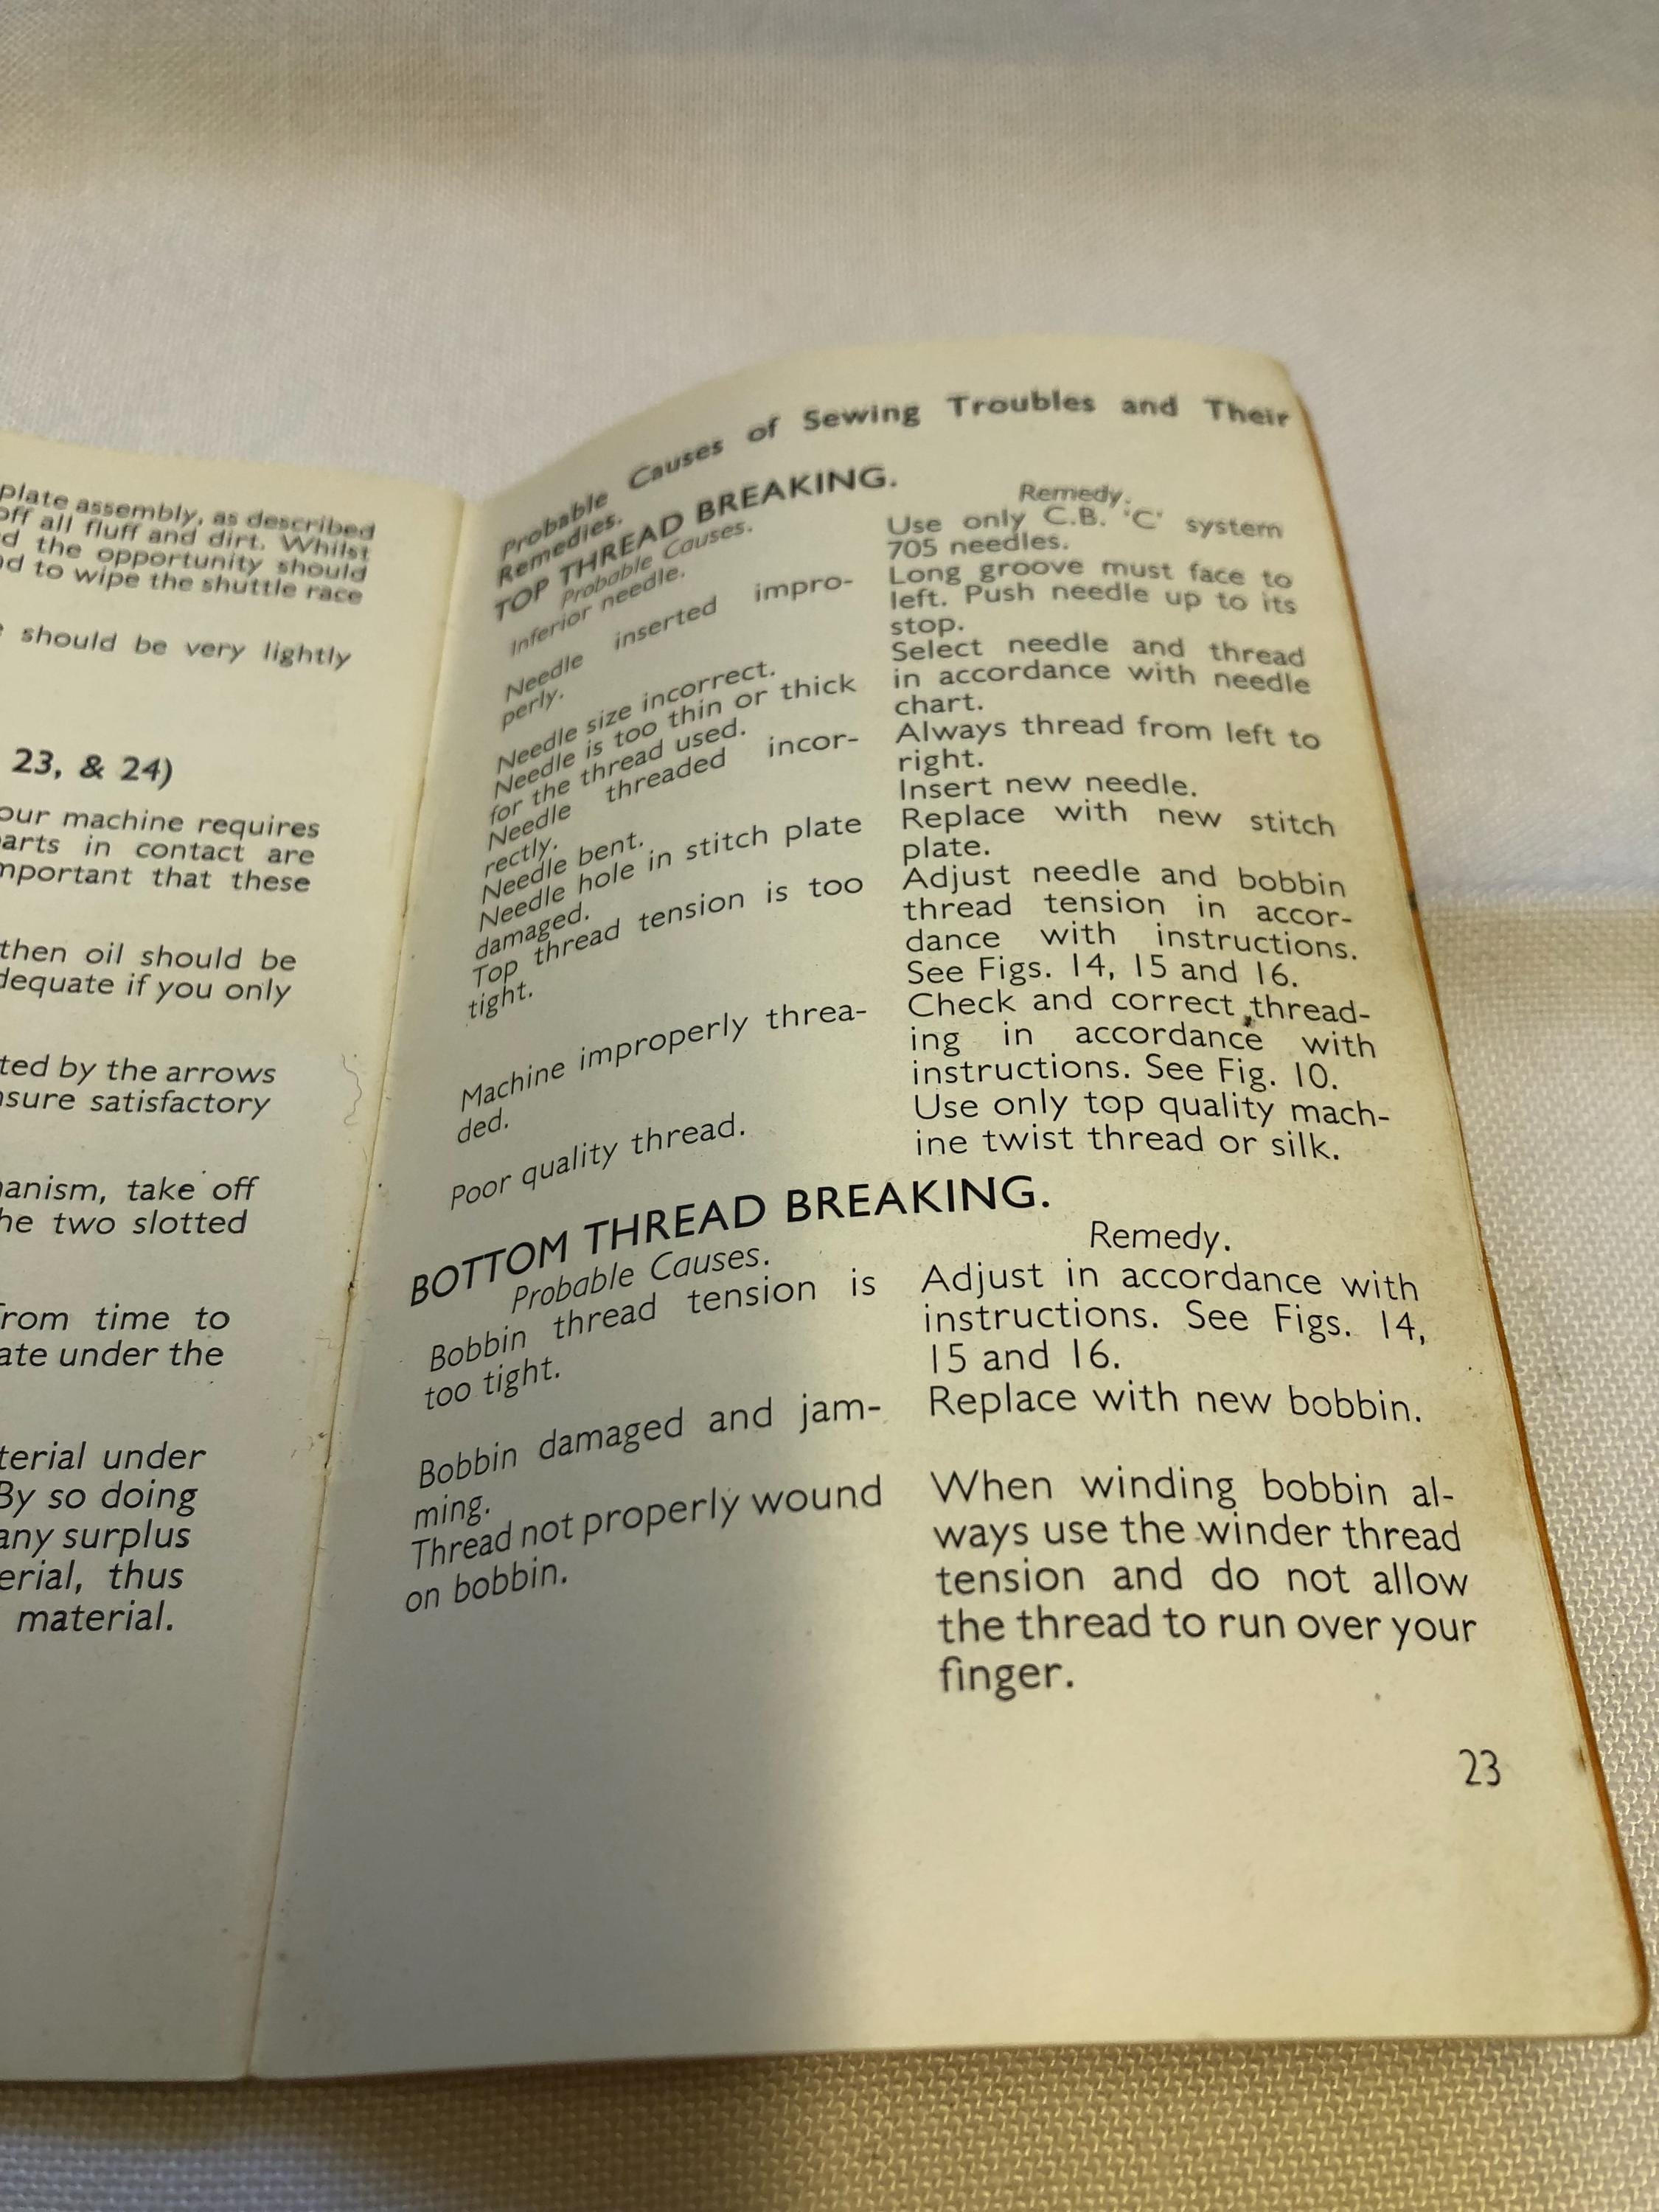 plate assembly, as described
off all fluff and dirt. Whilst
the opportunity should
to wipe the shuttle race
should be very lightly
23, & 24)
our machine requires
in contact are
that these
then oil should be
if you only
by the arrows
satisfactory
take off
two slotted
time to
under the
under
By so doing
any surplus
thus
material.
Probable Causes of Sewing Troubles and Their
Remedies.
TOP THREAD BREAKING.
Probable Causes.
Inferior needle.
Needle inserted impro-
perly.
Needle size incorrect.
Needle is too thin or thick
for the thread used.
Needle threaded incor-
rectly.
Needle bent.
Needle hole in stitch plate
damaged.
Top thread tension is too
tight.
Machine improperly threa-
ded.
Poor quality thread.
Remedy.
Use only C.B. 'C' system
705 needles.
Long groove must face to
left. Push needle up to its
stop.
Select needle and thread
in accordance with needle
chart.
Always thread from left to
right.
Insert new needle.
Replace with new stitch
plate.
Adjust needle and bobbin
thread tension in accor-
dance with instructions.
See Figs. 14, 15 and 16.
Check and correct thread-
ing in accordance with
instructions. See Fig. 10.
Use only top quality mach-
ine twist thread or silk.
BOTTOM THREAD BREAKING.
Probable Causes.
Bobbin thread tension is
too tight.
Bobbin damaged and jam-
ming.
Thread not properly wound
on bobbin.
Remedy.
Adjust in accordance with
instructions. See Figs. 14,
15 and 16.
Replace with new bobbin.
When winding bobbin al-
ways use the winder thread
tension and do not allow
the thread to run over your
finger.
23